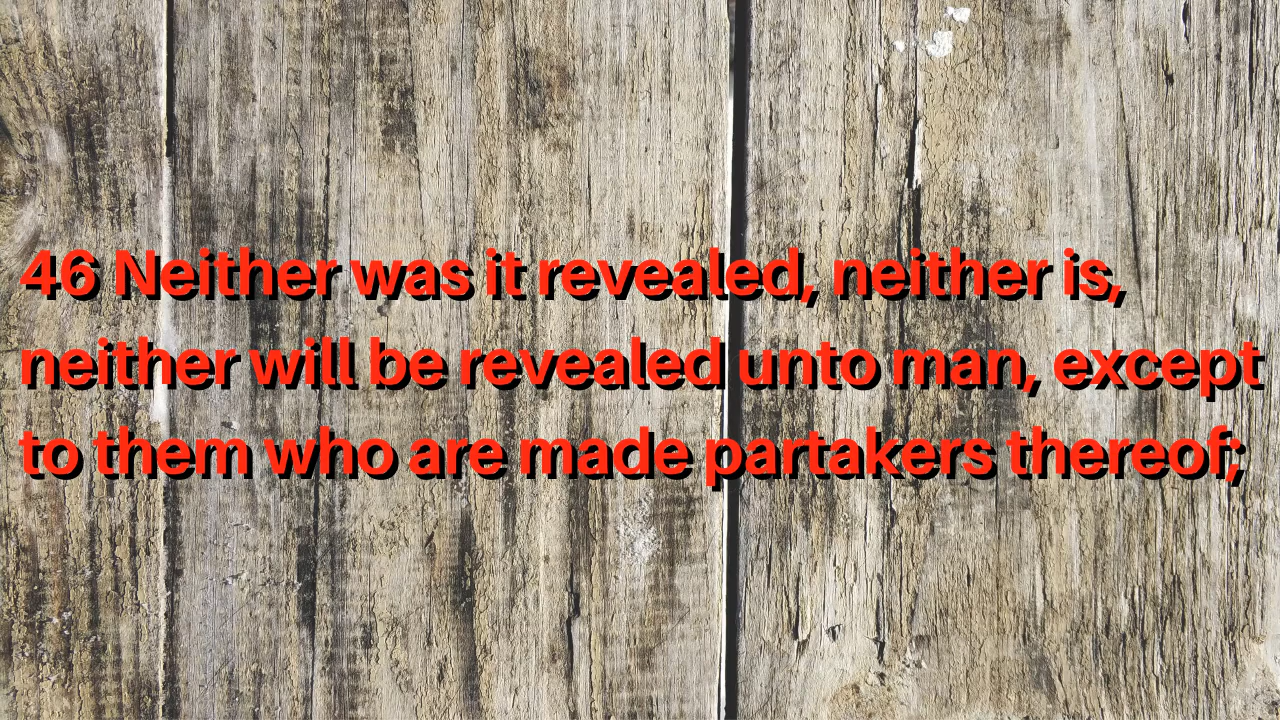 46 Neither was it revealed, neither is,
neither will be revealed unto man, except
to them who are made partakers thereof;